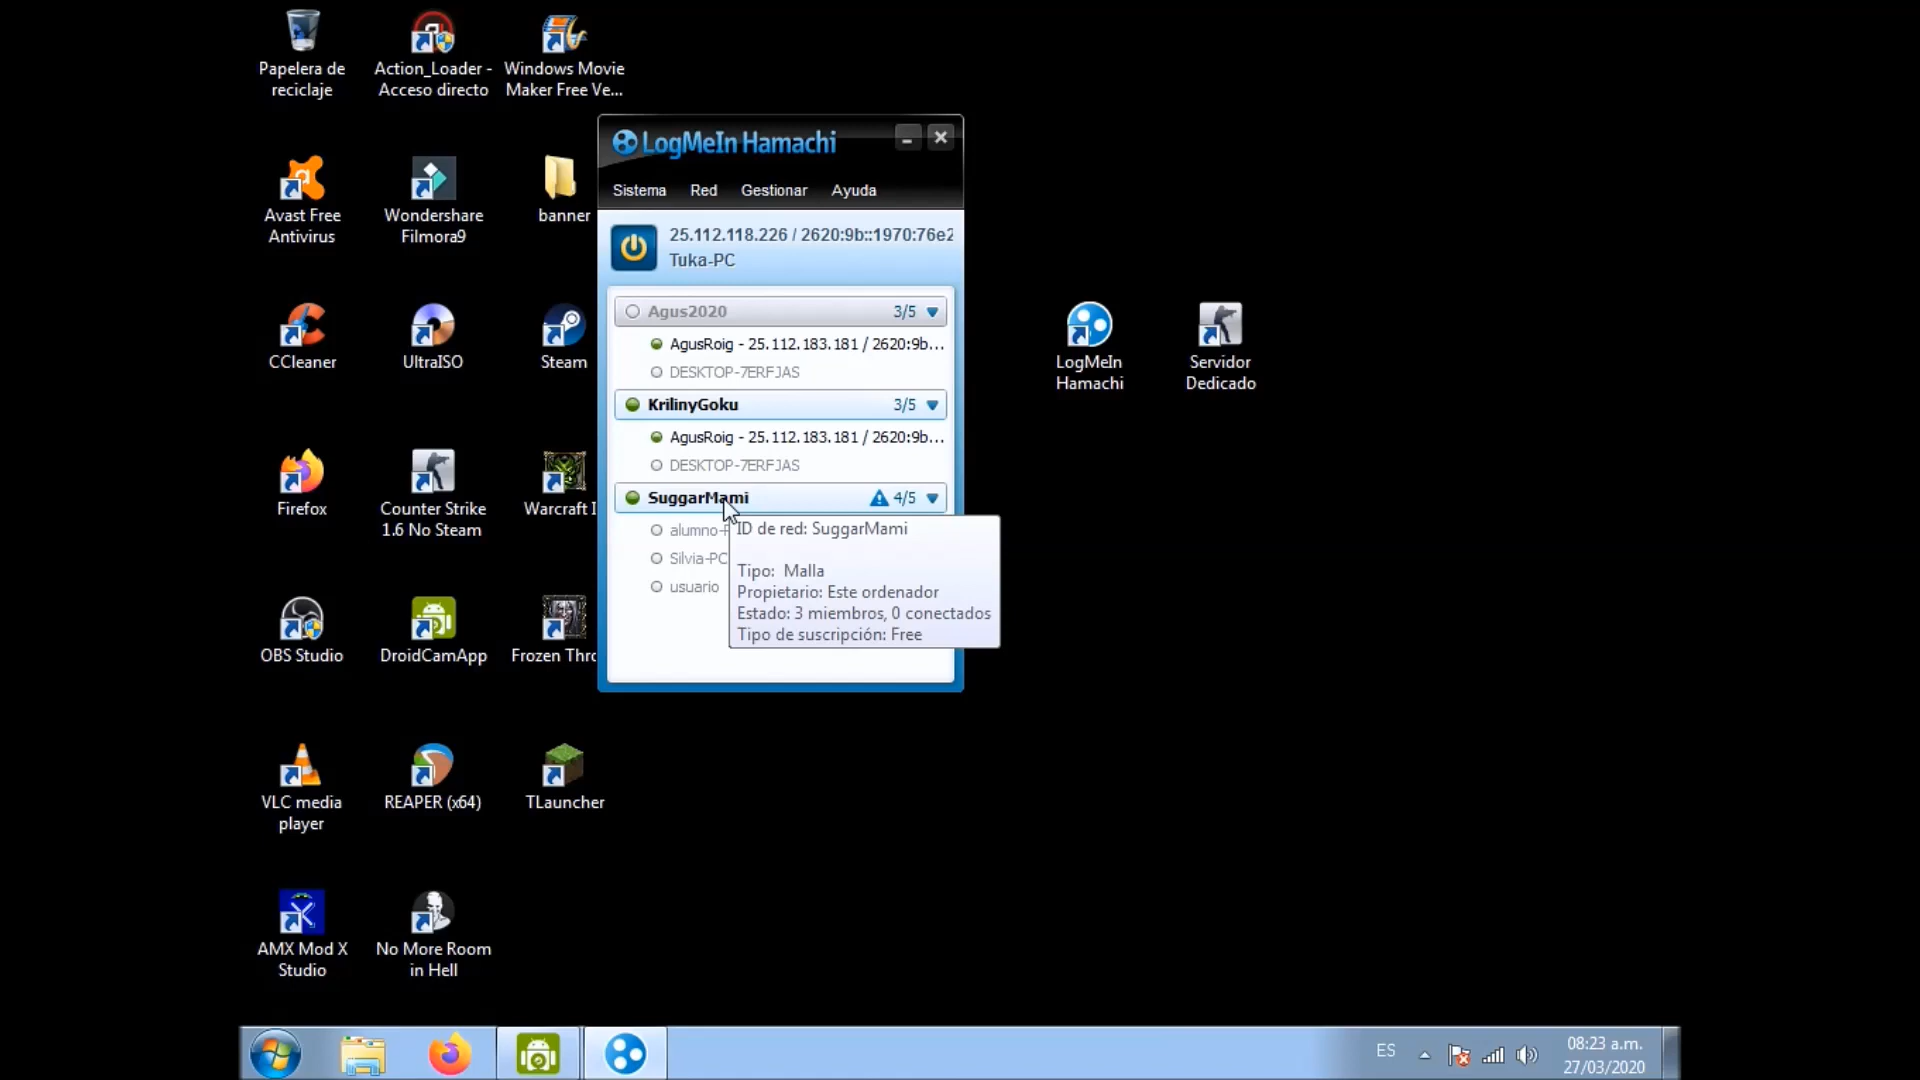 Papelera de
reciclaje
Action_Loader -
Acceso directo
Windows Movie
Maker Free Ve...
Avast Free
Antivirus
Wondershare
Filmora9
banner
CCleaner
UltraISO
Steam
Firefox
Counter Strike
1.6 No Steam
Warcraft I
OBS Studio
DroidCamApp
Frozen Thro
VLC media
player
REAPER (x64)
TLauncher
AMX Mod X
Studio
No More Room
in Hell
LogMeIn Hamachi
Sistema Red Gestionar Ayuda
25.112.118.226 / 2620:9b::1970:76e2
Tuka-PC
Agus2020 3/5
AgusRoig - 25.112.183.181 / 2620:9b...
DESKTOP-7ERFJAS
KrilinyGoku 3/5
AgusRoig - 25.112.183.181 / 2620:9b...
DESKTOP-7ERFJAS
SuggarMami 4/5
alumno-
Silvia-PC
usuario
ID de red: SuggarMami
Tipo: Malla
Propietario: Este ordenador
Estado: 3 miembros, 0 conectados
Tipo de suscripción: Free
LogMeIn
Hamachi
Servidor
Dedicado
ES
08:23 a.m.
27/03/2020